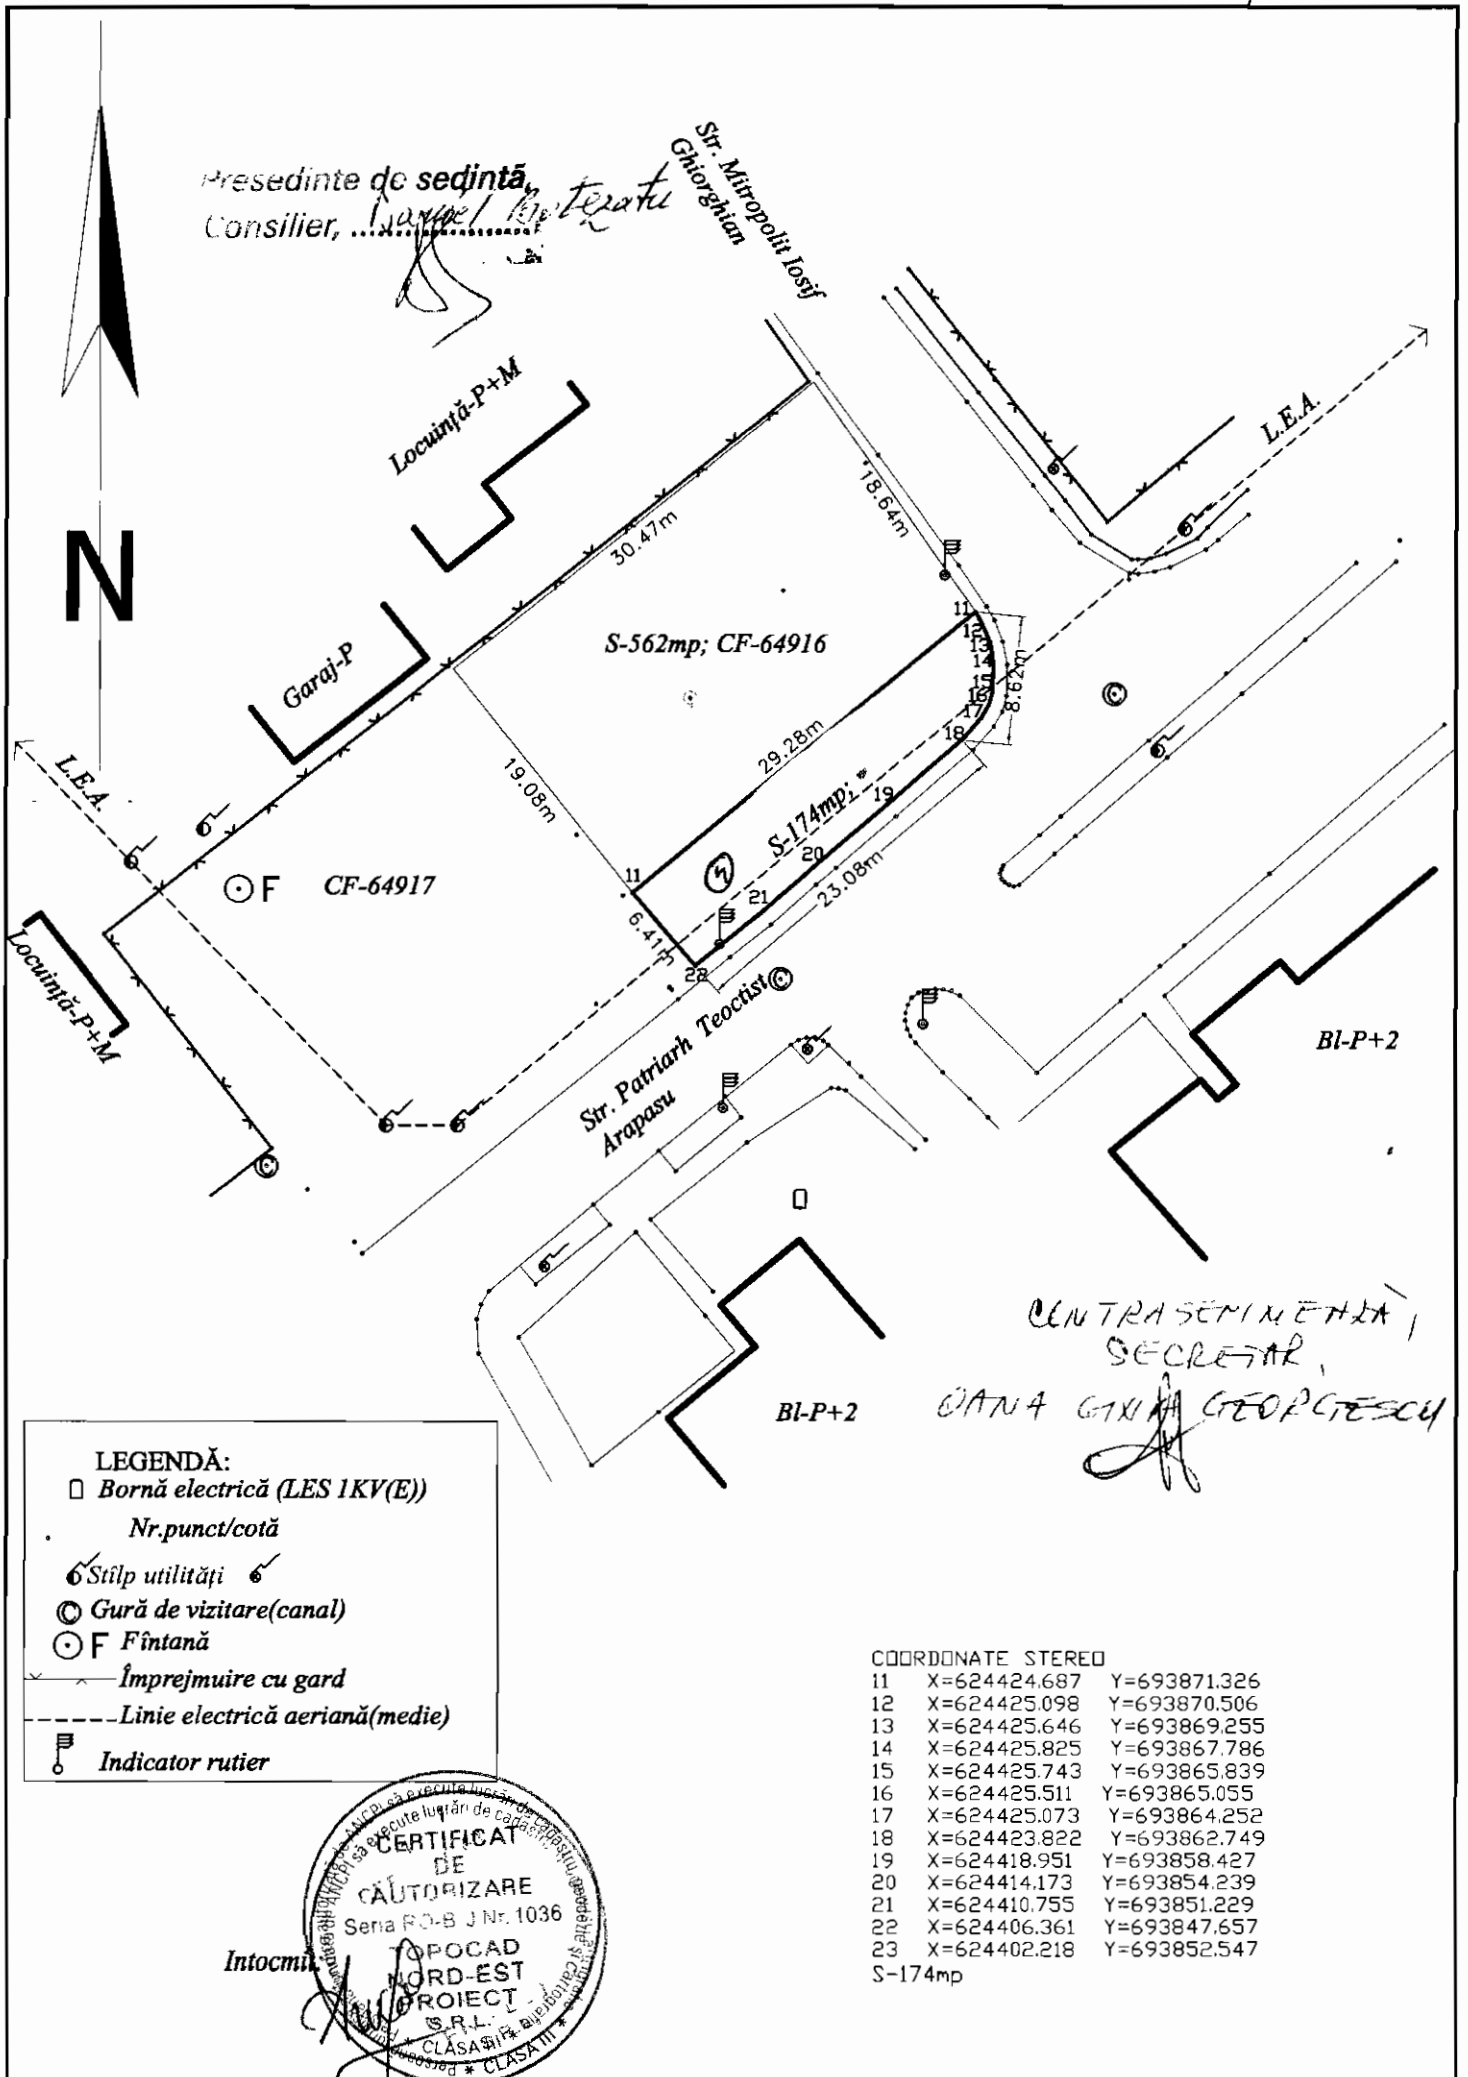 Presedinte de sedintă,
Consilier,
Str. Mitropolit Iosif
Ghiorghian
Locuinţă-P+M
L.E.A.
N
30.47m
18.64m
S-562mp; CF-64916
Garaj-P
11
12
13
14
15
16
17
18
8.62m
29.28m
19.08m
L.E.A.
S-174mp;
19
20
21
11
23.08m
F
CF-64917
6.41m
22
Locuinţă-P+M
Str. Patriarh Teoctist
Arapasu
Bl-P+2
Bl-P+2
SECRETAR,
OANA GINA GEORGESCU
LEGENDĂ:
Bornă electrică (LES 1KV(E))
Nr.punct/cotă
Stîlp utilităţi
Gură de vizitare(canal)
F Fîntană
Împrejmuire cu gard
Linie electrică aeriană(medie)
Indicator rutier
COORDONATE STEREO
11 X=624424.687 Y=693871.326
12 X=624425.098 Y=693870.506
13 X=624425.646 Y=693869.255
14 X=624425.825 Y=693867.786
15 X=624425.743 Y=693865.839
16 X=624425.511 Y=693865.055
17 X=624425.073 Y=693864.252
18 X=624423.822 Y=693862.749
19 X=624418.951 Y=693858.427
20 X=624414.173 Y=693854.239
21 X=624410.755 Y=693851.229
22 X=624406.361 Y=693847.657
23 X=624402.218 Y=693852.547
S-174mp
CERTIFICAT
DE
AUTORIZARE
Nr. 1036
TOPOCAD
NORD-EST
PROIECT
S.R.L.
CLASA III
Intocmit